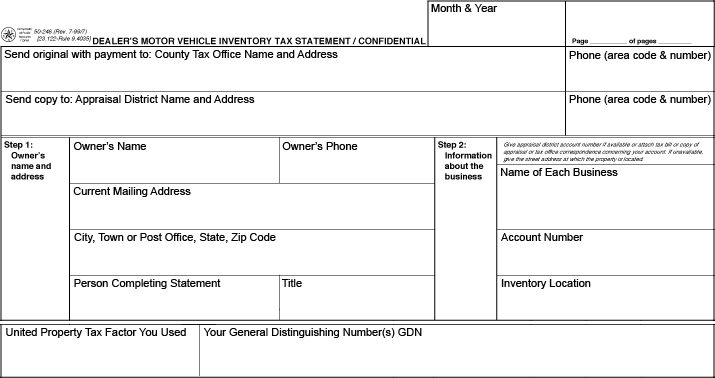 Month & Year
50-246 (Rev. 7-99/7)
[23.122-Rule 9.4035]
DEALER'S MOTOR VEHICLE INVENTORY TAX STATEMENT / CONFIDENTIAL
Page of pages
Send original with payment to: County Tax Office Name and Address
Phone (area code & number)
Send copy to: Appraisal District Name and Address
Phone (area code & number)
Step 1:
Owner's
name and
address
Owner's Name
Owner's Phone
Current Mailing Address
City, Town or Post Office, State, Zip Code
Person Completing Statement
Title
Step 2:
Information
about the
business
Give appraisal district account number if available or attach tax bill or copy of
appraisal or tax office correspondence concerning your account. If unavailable,
give the street address at which the property is located.
Name of Each Business
Account Number
Inventory Location
United Property Tax Factor You Used
Your General Distinguishing Number(s) GDN